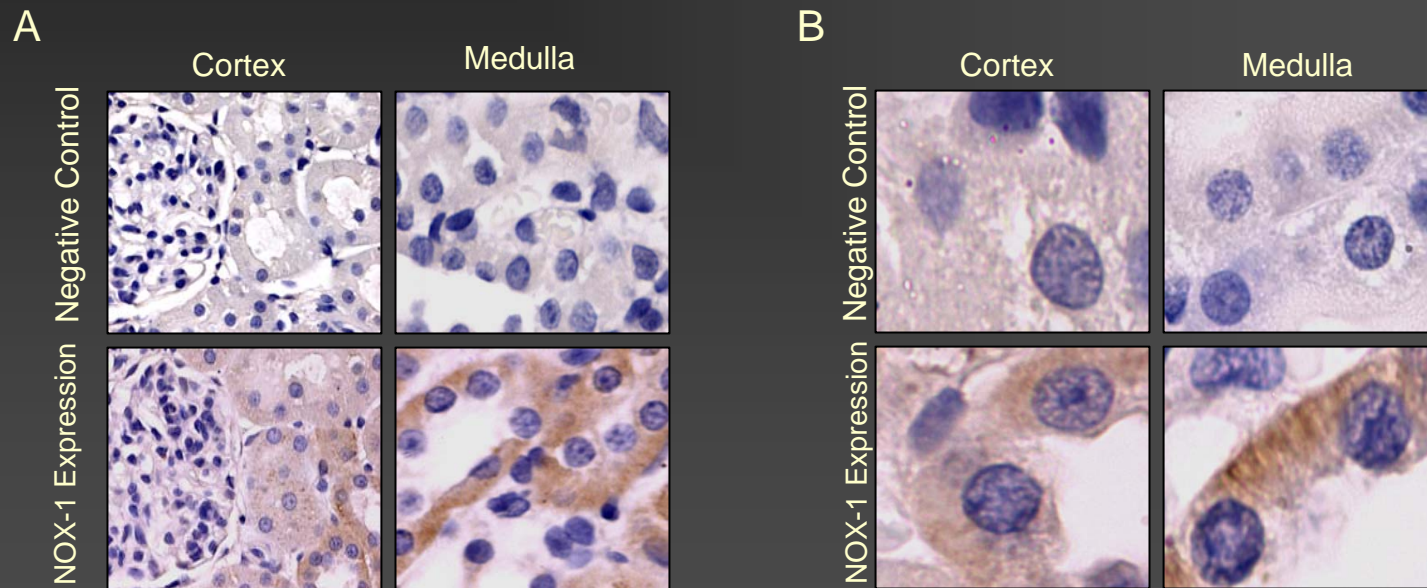 A
Cortex
Medulla
Negative Control
NOX-1 Expression
B
Cortex
Medulla
Negative Control
NOX-1 Expression